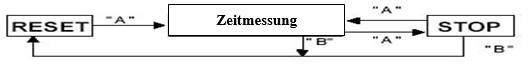 "A"
RESET "A" Zeitmessung STOP
"B" "A" "B"